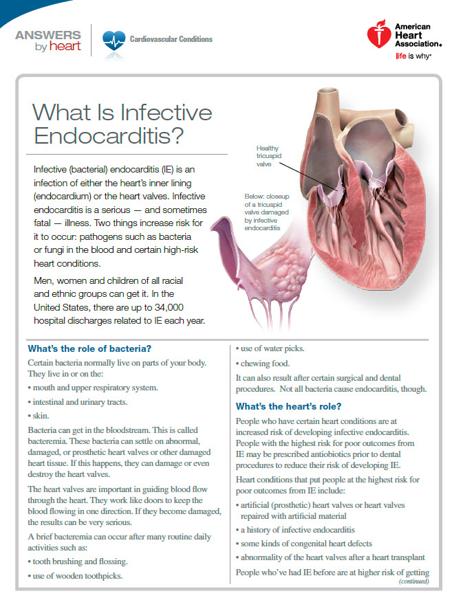 ANSWERS
by heart
Cardiovascular Conditions
American
Heart
Association®
life is why®
What Is Infective
Endocarditis?
Infective (bacterial) endocarditis (IE) is an
infection of either the heart's inner lining
(endocardium) or the heart valves. Infective
endocarditis is a serious — and sometimes
fatal — illness. Two things increase risk for
it to occur: pathogens such as bacteria
or fungi in the blood and certain high-risk
heart conditions.
Men, women and children of all racial
and ethnic groups can get it. In the
United States, there are up to 34,000
hospital discharges related to IE each year.
Healthy
tricuspid
valve
Below: closeup
of a tricuspid
valve damaged
by infective
endocarditis
What's the role of bacteria?
Certain bacteria normally live on parts of your body.
They live in or on the:
• mouth and upper respiratory system.
• intestinal and urinary tracts.
• skin.
Bacteria can get in the bloodstream. This is called
bacteremia. These bacteria can settle on abnormal,
damaged, or prosthetic heart valves or other damaged
heart tissue. If this happens, they can damage or even
destroy the heart valves.
The heart valves are important in guiding blood flow
through the heart. They work like doors to keep the
blood flowing in one direction. If they become damaged,
the results can be very serious.
A brief bacteremia can occur after many routine daily
activities such as:
• tooth brushing and flossing.
• use of wooden toothpicks.
• use of water picks.
• chewing food.
It can also result after certain surgical and dental
procedures. Not all bacteria cause endocarditis, though.
What's the heart's role?
People who have certain heart conditions are at
increased risk of developing infective endocarditis.
People with the highest risk for poor outcomes from
IE may be prescribed antibiotics prior to dental
procedures to reduce their risk of developing IE.
Heart conditions that put people at the highest risk for
poor outcomes from IE include:
• artificial (prosthetic) heart valves or heart valves
repaired with artificial material
• a history of infective endocarditis
• some kinds of congenital heart defects
• abnormality of the heart valves after a heart transplant
People who've had IE before are at higher risk of getting
(continued)